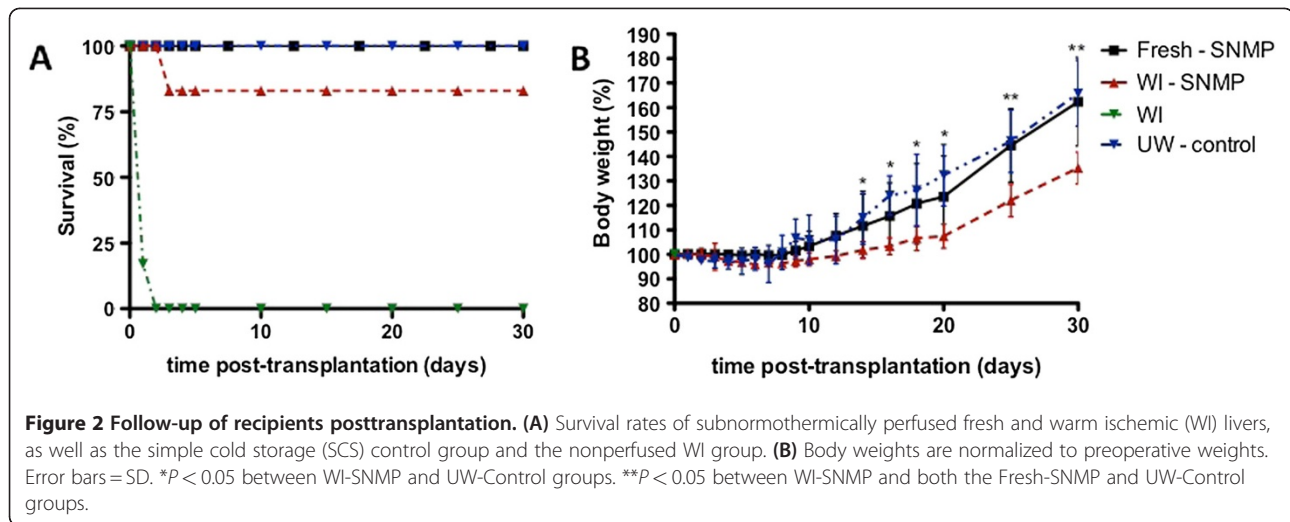 A
Survival (%)
100
75
50
25
0
0 10 20 30
time post-transplantation (days)
B
Body weight (%)
190
180
170
160
150
140
130
120
110
100
90
80
* * * * ** **
0 10 20 30
time post-transplantation (days)
Fresh - SNMP
WI - SNMP
WI
UW - control
Figure 2 Follow-up of recipients posttransplantation. (A) Survival rates of subnormothermically perfused fresh and warm ischemic (WI) livers,
as well as the simple cold storage (SCS) control group and the nonperfused WI group. (B) Body weights are normalized to preoperative weights.
Error bars = SD. *P < 0.05 between WI-SNMP and UW-Control groups. **P < 0.05 between WI-SNMP and both the Fresh-SNMP and UW-Control
groups.